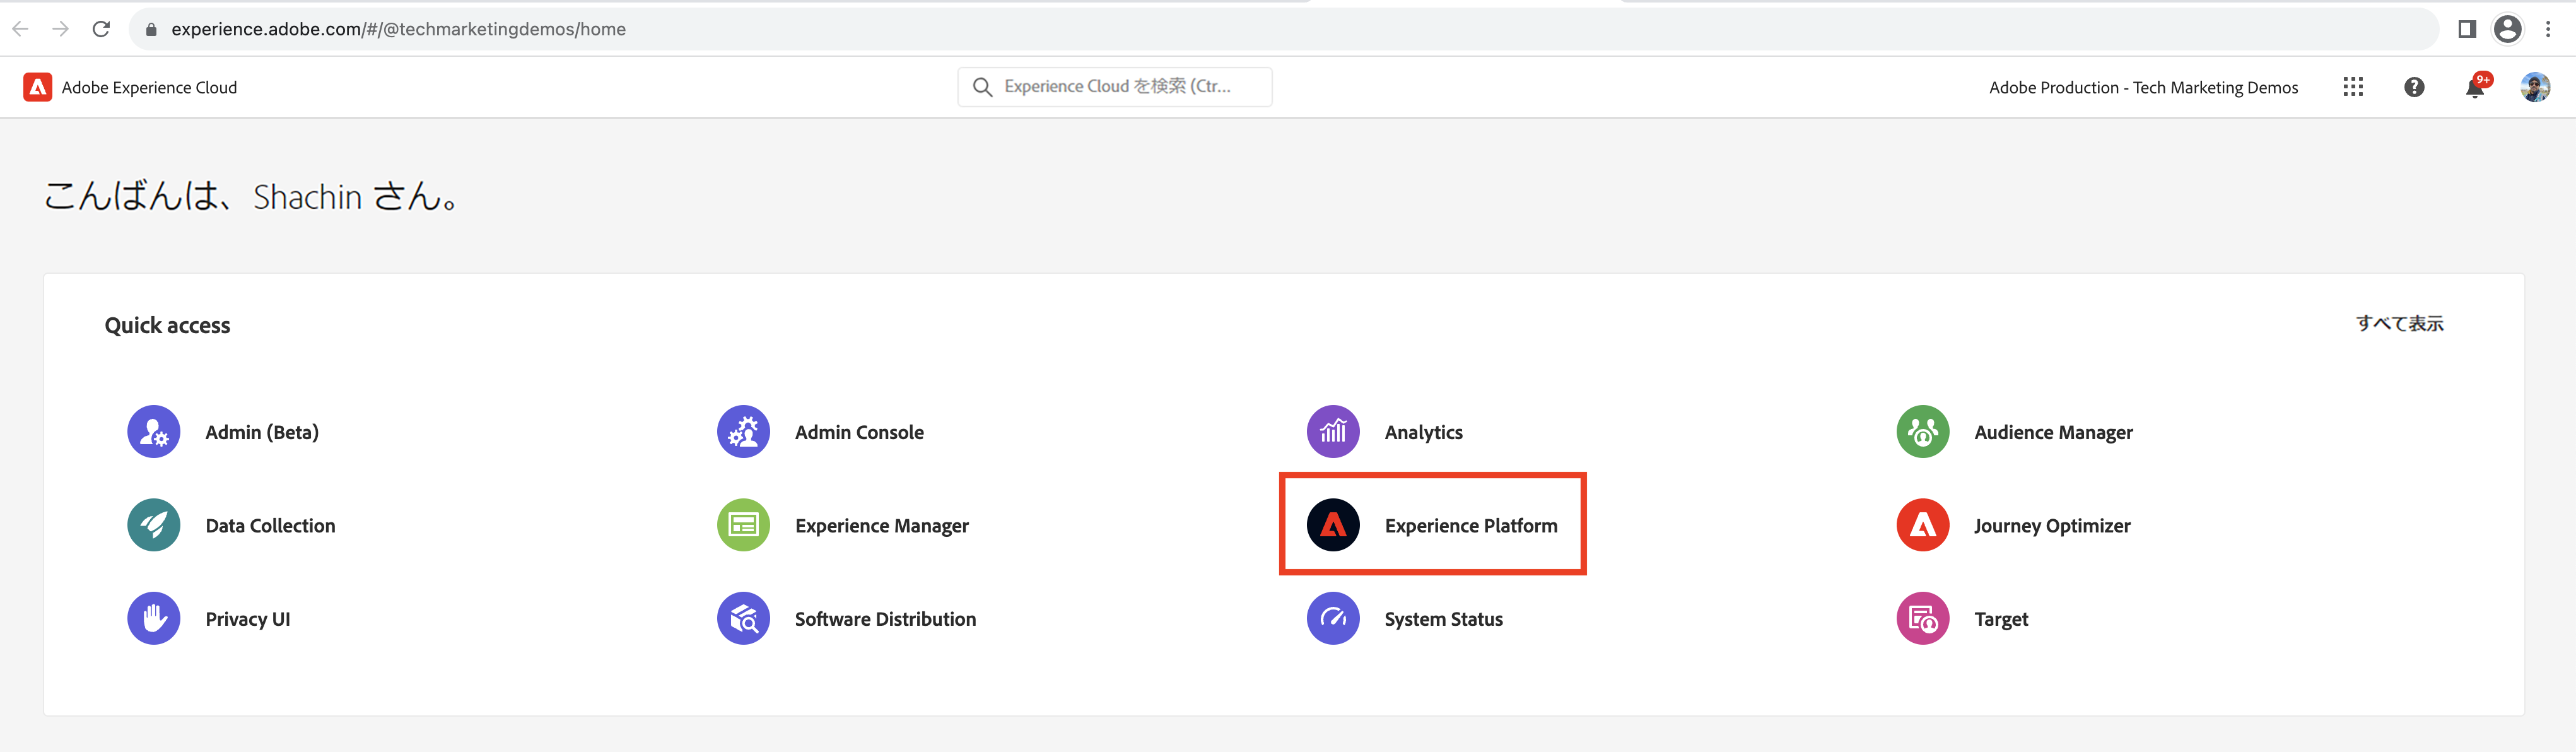 experience.adobe.com/#/@techmarketingdemos/home
Adobe Experience Cloud
Experience Cloud を検索 (Ctr...
Adobe Production - Tech Marketing Demos
9+
こんばんは、Shachin さん。
Quick access
すべて表示
Admin (Beta)
Admin Console
Analytics
Audience Manager
Data Collection
Experience Manager
Experience Platform
Journey Optimizer
Privacy UI
Software Distribution
System Status
Target